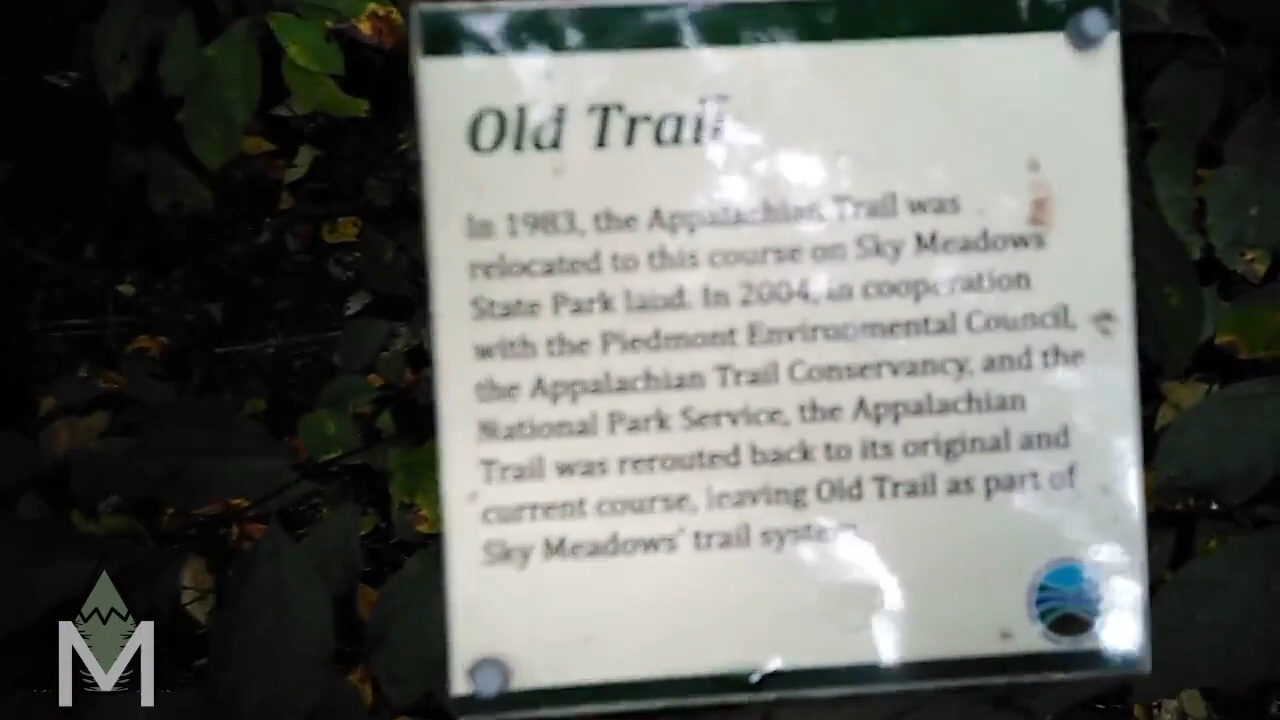 Old Trail
In 1983, the Appalachian Trail was
relocated to this course on Sky Meadows
State Park land. In 2004, in cooperation
with the Piedmont Environmental Council,
the Appalachian Trail Conservancy, and the
National Park Service, the Appalachian
Trail was rerouted back to its original and
current course, leaving Old Trail as part of
Sky Meadows' trail system.
M